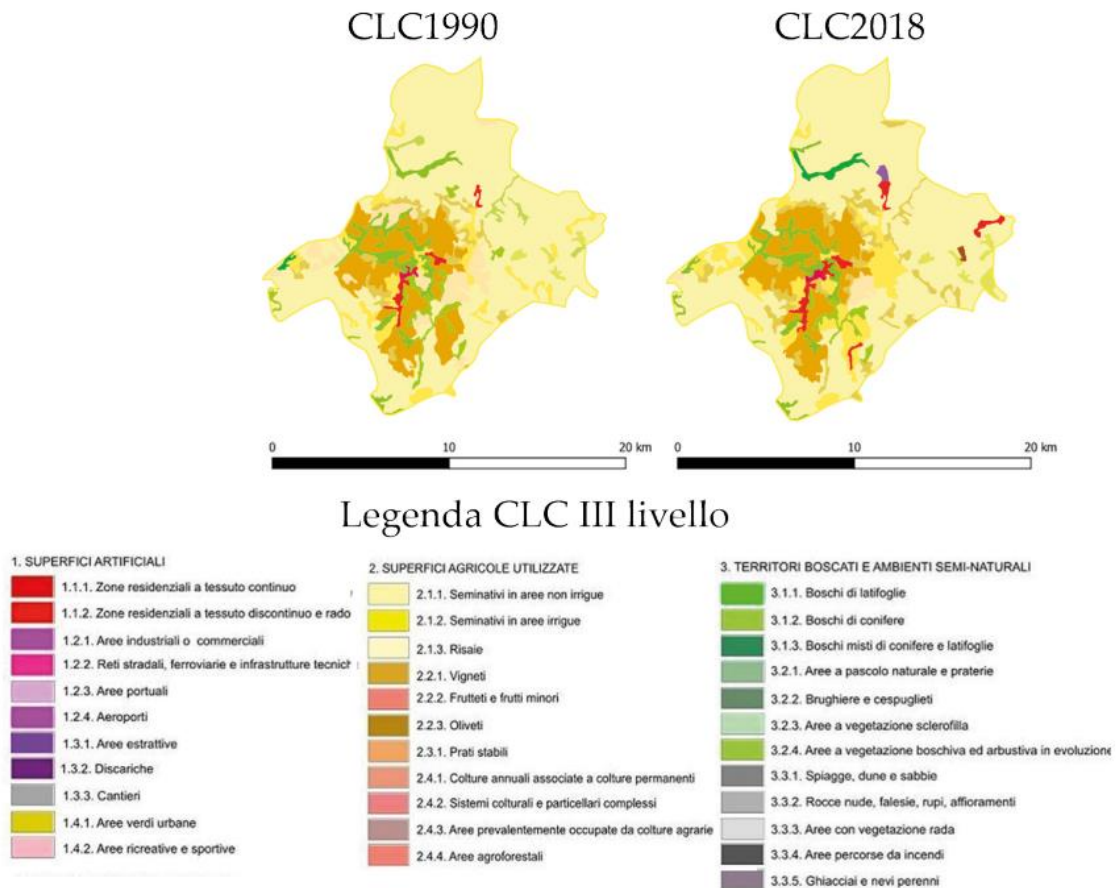 CLC1990
CLC2018
0 10 20 km
0 10 20 km
Legenda CLC III livello
1. SUPERFICI ARTIFICIALI
1.1.1. Zone residenziali a tessuto continuo
1.1.2. Zone residenziali a tessuto discontinuo e rado
1.2.1. Aree industriali o commerciali
1.2.2. Reti stradali, ferroviarie e infrastrutture tecnich
1.2.3. Aree portuali
1.2.4. Aeroporti
1.3.1. Aree estrattive
1.3.2. Discariche
1.3.3. Cantieri
1.4.1. Aree verdi urbane
1.4.2. Aree ricreative e sportive
2. SUPERFICI AGRICOLE UTILIZZATE
2.1.1. Seminativi in aree non irrigue
2.1.2. Seminativi in aree irrigue
2.1.3. Risaie
2.2.1. Vigneti
2.2.2. Frutteti e frutti minori
2.2.3. Oliveti
2.3.1. Prati stabili
2.4.1. Colture annuali associate a colture permanenti
2.4.2. Sistemi colturali e particellari complessi
2.4.3. Aree prevalentemente occupate da colture agrarie
2.4.4. Aree agroforestali
3. TERRITORI BOSCATI E AMBIENTI SEMI-NATURALI
3.1.1. Boschi di latifoglie
3.1.2. Boschi di conifere
3.1.3. Boschi misti di conifere e latifoglie
3.2.1. Aree a pascolo naturale e praterie
3.2.2. Brughiere e cespuglieti
3.2.3. Aree a vegetazione sclerofilla
3.2.4. Aree a vegetazione boschiva ed arbustiva in evoluzione
3.3.1. Spiagge, dune e sabbie
3.3.2. Rocce nude, falesie, rupi, affioramenti
3.3.3. Aree con vegetazione rada
3.3.4. Aree percorse da incendi
3.3.5. Ghiacciai e nevi perenni